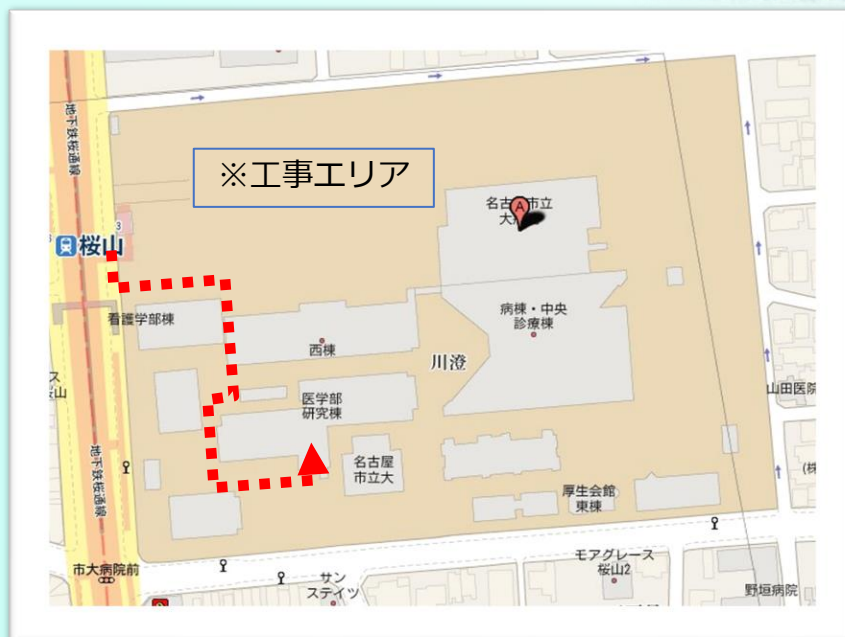 地下鉄桜通線
※工事エリア
名古
市立
3
桜山
看護学部棟
病棟・中央
診療棟
西棟
川澄
山田医院
医学部
研究棟
地下鉄桜通線
名古屋
市立大
厚生会館
東棟
市大病院前
サン
ステイツ
モアグレース
桜山2
野垣病院